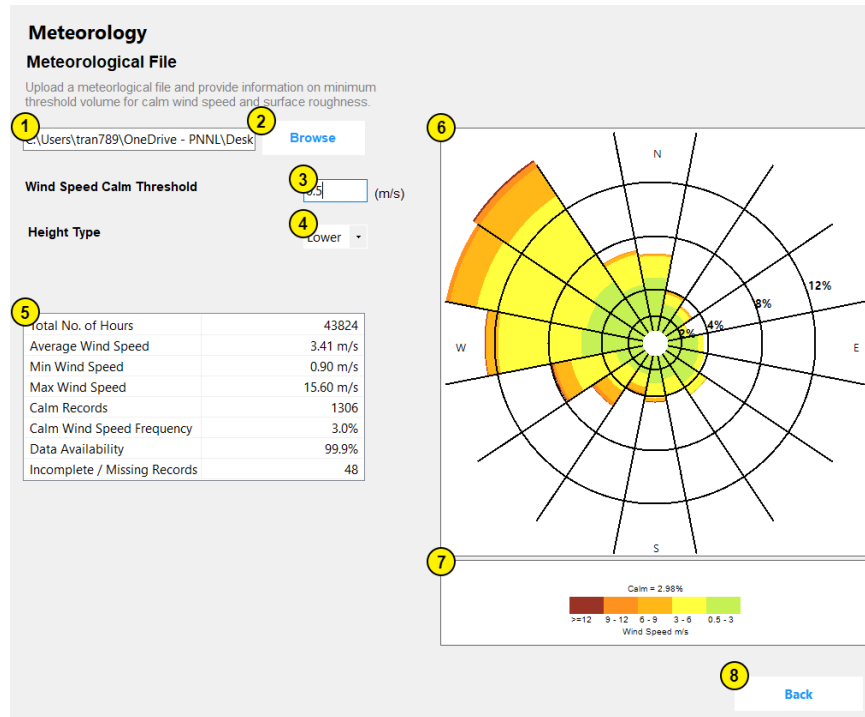 Meteorology
Meteorological File
Upload a meteorlogical file and provide information on minimum
threshold volume for calm wind speed and surface roughness.
1
2
:\Users\tran789\OneDrive - PNNL\Desk
Browse
3
Wind Speed Calm Threshold
.5
(m/s)
4
Height Type
Lower
5
Total No. of Hours 43824
Average Wind Speed 3.41 m/s
Min Wind Speed 0.90 m/s
Max Wind Speed 15.60 m/s
Calm Records 1306
Calm Wind Speed Frequency 3.0%
Data Availability 99.9%
Incomplete / Missing Records 48
6
N
12%
8%
4%
2%
W
E
S
7
Calm = 2.98%
>=12 9 - 12 6 - 9 3 - 6 0.5 - 3
Wind Speed m/s
8
Back